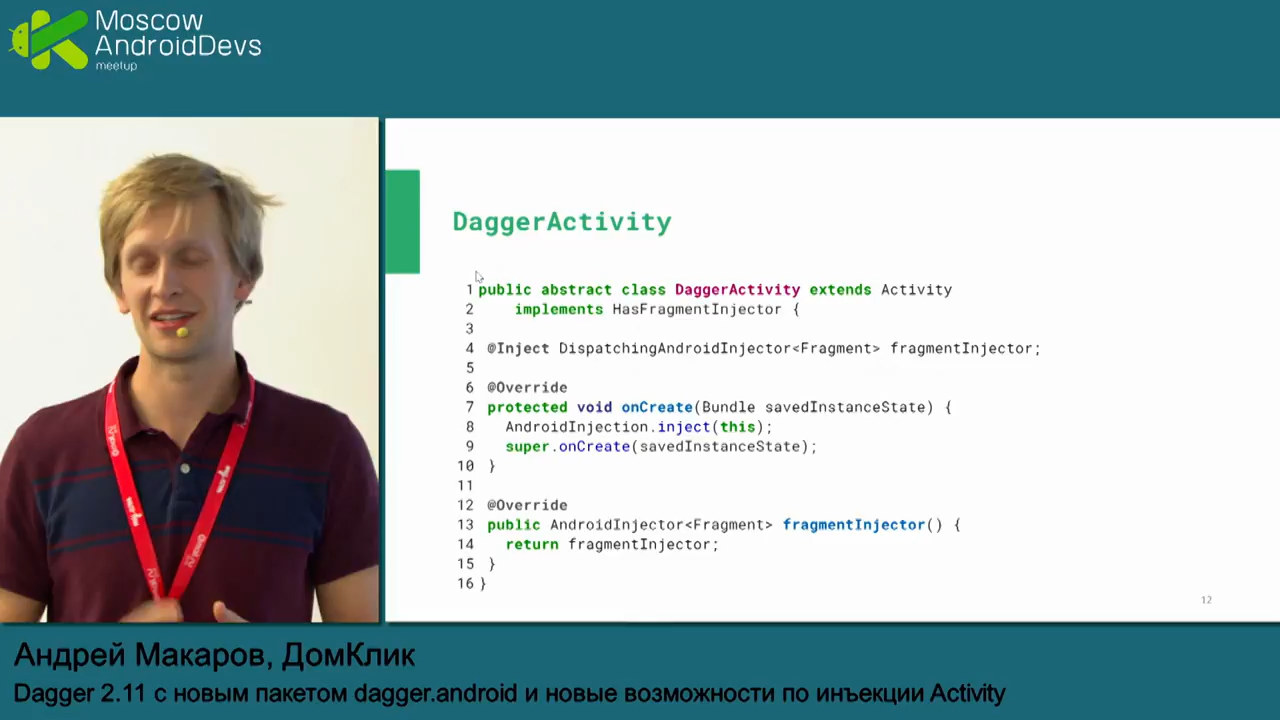 Moscow
AndroidDevs
meetup
DaggerActivity
1 public abstract class DaggerActivity extends Activity
2 implements HasFragmentInjector {
3
4 @Inject DispatchingAndroidInjector<Fragment> fragmentInjector;
5
6 @Override
7 protected void onCreate(Bundle savedInstanceState) {
8 AndroidInjection.inject(this);
9 super.onCreate(savedInstanceState);
10 }
11
12 @Override
13 public AndroidInjector<Fragment> fragmentInjector() {
14 return fragmentInjector;
15 }
16 }
12
Андрей Макаров, ДомКлик
Dagger 2.11 с новым пакетом dagger.android и новые возможности по инъекции Activity